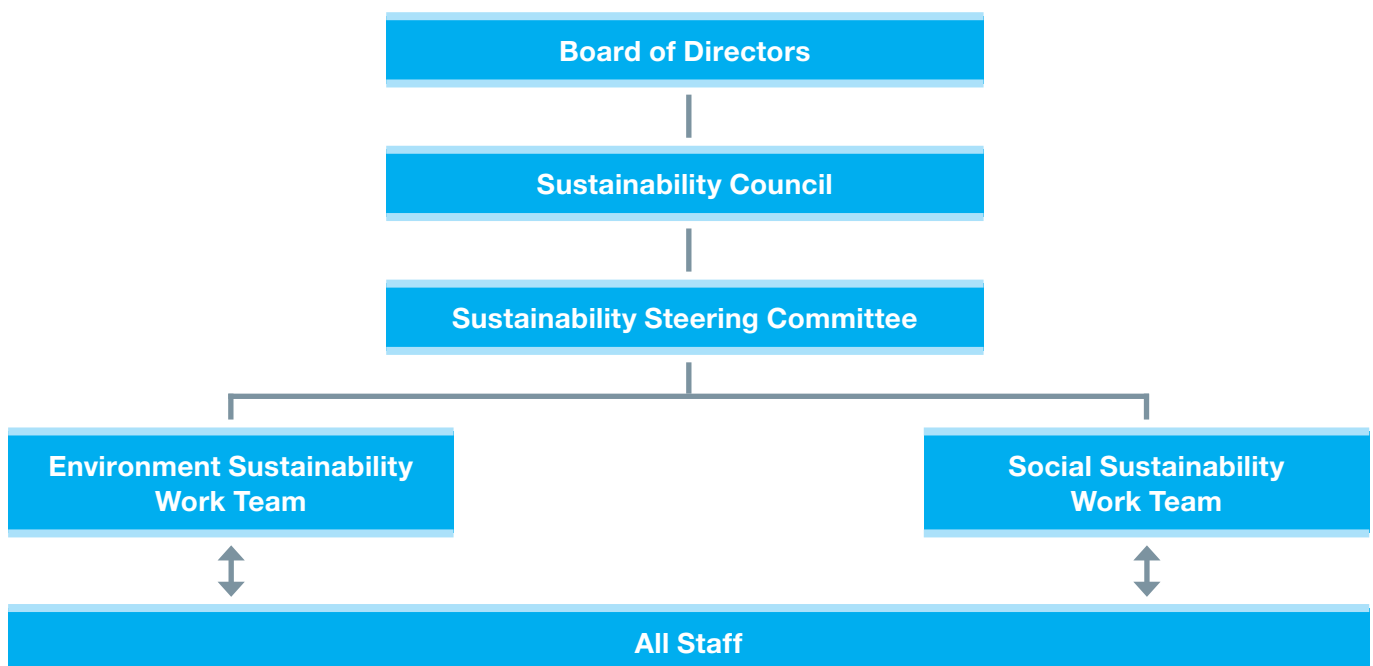 Board of Directors
Sustainability Council
Sustainability Steering Committee
Environment Sustainability
Work Team
Social Sustainability
Work Team
All Staff